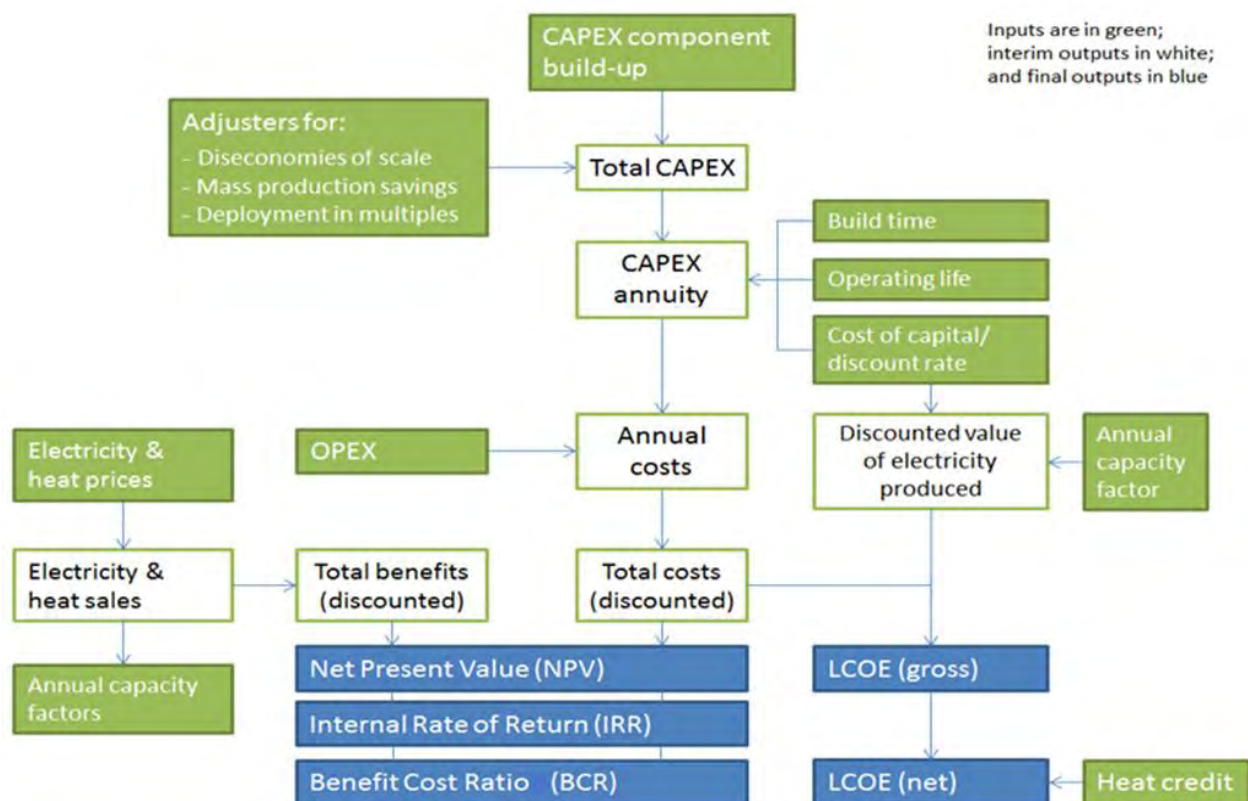 CAPEX component
build-up
Inputs are in green;
interim outputs in white;
and final outputs in blue
Adjusters for:
- Diseconomies of scale
- Mass production savings
- Deployment in multiples
Total CAPEX
Build time
CAPEX
annuity
Operating life
Cost of capital/
discount rate
Electricity &
heat prices
OPEX
Annual
costs
Discounted value
of electricity
produced
Annual
capacity
factor
Electricity &
heat sales
Total benefits
(discounted)
Total costs
(discounted)
Net Present Value (NPV)
LCOE (gross)
Annual capacity
factors
Internal Rate of Return (IRR)
Benefit Cost Ratio (BCR)
LCOE (net)
Heat credit